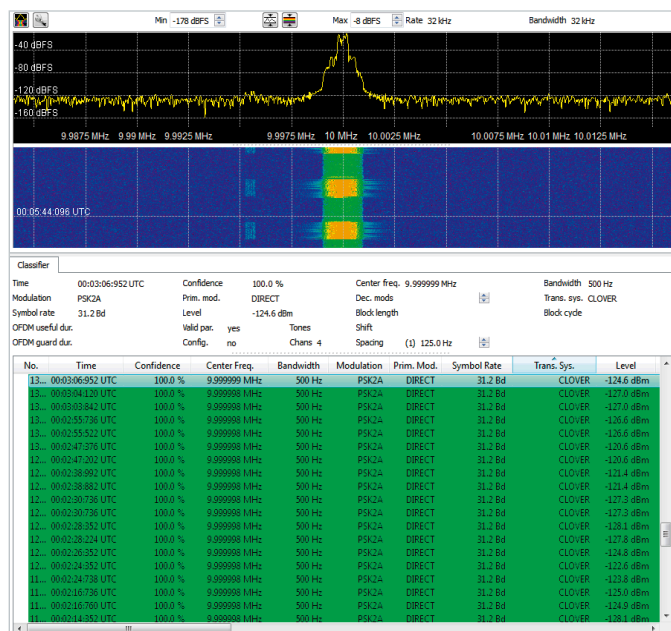 Min -178 dBFS Max -8 dBFS Rate 32 kHz Bandwidth 32 kHz
-40 dBFS
-80 dBFS
-120 dBFS
-160 dBFS
9.9875 MHz 9.99 MHz 9.9925 MHz 9.9975 MHz 10 MHz 10.0025 MHz 10.0075 MHz 10.01 MHz 10.0125 MHz
00:05:44:096 UTC
Classifier
Time 00:03:06:952 UTC Confidence 100.0 % Center freq. 9.999999 MHz Bandwidth 500 Hz
Modulation PSK2A Prim. mod. DIRECT Dec. mods Trans. sys. CLOVER
Symbol rate 31.2 Bd Level -124.6 dBm Block length Block cycle
OFDM useful dur. Valid par. yes Tones Shift
OFDM guard dur. Config. no Chans 4 Spacing (1) 125.0 Hz
No. Time Confidence Center Freq. Bandwidth Modulation Prim. Mod. Symbol Rate Trans. Sys. Level
13... 00:03:06:952 UTC 100.0 % 9.999999 MHz 500 Hz PSK2A DIRECT 31.2 Bd CLOVER -124.6 dBm
13... 00:03:04:120 UTC 100.0 % 9.999998 MHz 500 Hz PSK2A DIRECT 31.2 Bd CLOVER -127.0 dBm
13... 00:03:03:842 UTC 100.0 % 9.999998 MHz 500 Hz PSK2A DIRECT 31.2 Bd CLOVER -127.0 dBm
13... 00:02:55:736 UTC 100.0 % 9.999998 MHz 500 Hz PSK2A DIRECT 31.2 Bd CLOVER -126.6 dBm
13... 00:02:55:522 UTC 100.0 % 9.999998 MHz 500 Hz PSK2A DIRECT 31.2 Bd CLOVER -126.6 dBm
12... 00:02:47:376 UTC 100.0 % 9.999998 MHz 500 Hz PSK2A DIRECT 31.2 Bd CLOVER -120.6 dBm
12... 00:02:47:202 UTC 100.0 % 9.999998 MHz 500 Hz PSK2A DIRECT 31.2 Bd CLOVER -120.6 dBm
12... 00:02:38:992 UTC 100.0 % 9.999998 MHz 500 Hz PSK2A DIRECT 31.2 Bd CLOVER -121.4 dBm
12... 00:02:38:882 UTC 100.0 % 9.999998 MHz 500 Hz PSK2A DIRECT 31.2 Bd CLOVER -121.4 dBm
12... 00:02:30:736 UTC 100.0 % 9.999998 MHz 500 Hz PSK2A DIRECT 31.2 Bd CLOVER -127.3 dBm
12... 00:02:30:736 UTC 100.0 % 9.999998 MHz 500 Hz PSK2A DIRECT 31.2 Bd CLOVER -127.3 dBm
12... 00:02:28:352 UTC 100.0 % 9.999998 MHz 500 Hz PSK2A DIRECT 31.2 Bd CLOVER -128.1 dBm
12... 00:02:28:224 UTC 100.0 % 9.999998 MHz 500 Hz PSK2A DIRECT 31.2 Bd CLOVER -127.8 dBm
12... 00:02:26:352 UTC 100.0 % 9.999998 MHz 500 Hz PSK2A DIRECT 31.2 Bd CLOVER -124.8 dBm
12... 00:02:24:352 UTC 100.0 % 9.999998 MHz 500 Hz PSK2A DIRECT 31.2 Bd CLOVER -122.6 dBm
11... 00:02:24:738 UTC 100.0 % 9.999998 MHz 500 Hz PSK2A DIRECT 31.2 Bd CLOVER -123.8 dBm
11... 00:02:16:736 UTC 100.0 % 9.999998 MHz 500 Hz PSK2A DIRECT 31.2 Bd CLOVER -125.0 dBm
11... 00:02:16:760 UTC 100.0 % 9.999998 MHz 500 Hz PSK2A DIRECT 31.2 Bd CLOVER -124.9 dBm
11... 00:02:14:352 UTC 100.0 % 9.999998 MHz 500 Hz PSK2A DIRECT 31.2 Bd CLOVER -128.1 dBm